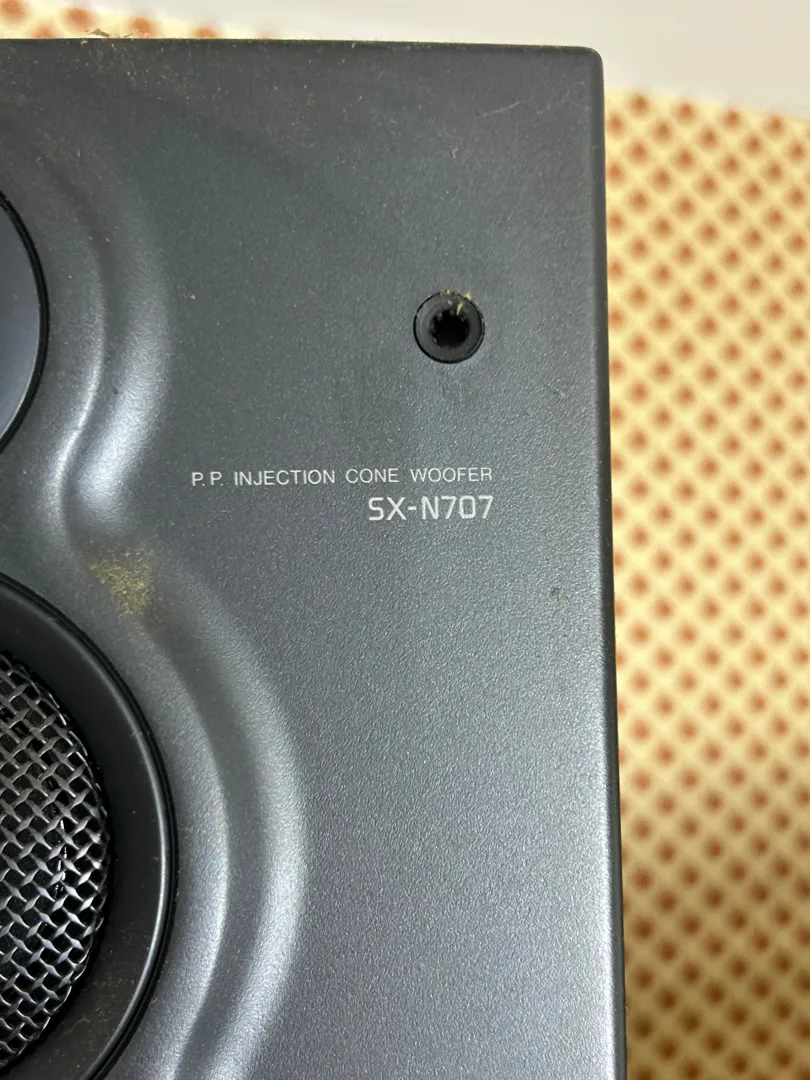 P.P. INJECTION CONE WOOFER
SX-N707